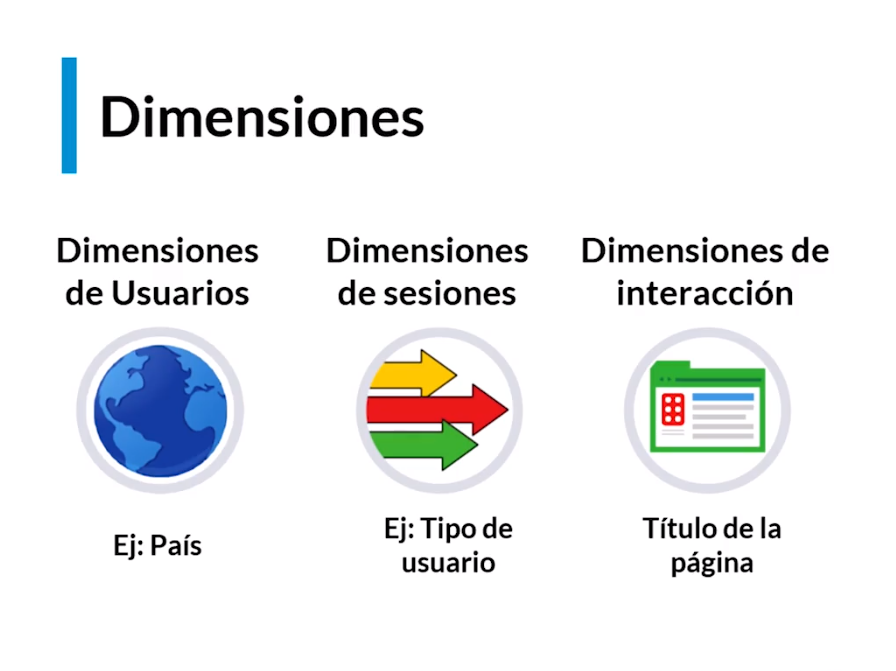 Dimensiones
Dimensiones
de Usuarios
Dimensiones
de sesiones
Dimensiones de
interacción
Ej: País
Ej: Tipo de
usuario
Título de la
página